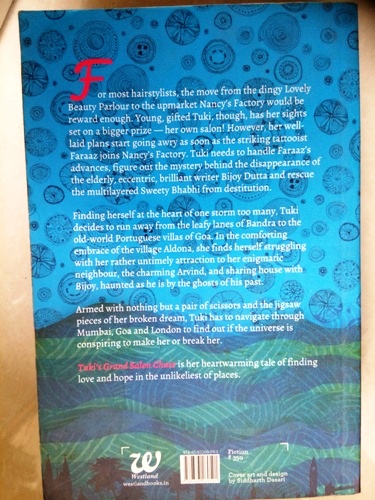 For most hairstylists, the move from the dingy Lovely
Beauty Parlour to the upmarket Nancy's Factory would be
reward enough. Young, gifted Tuki, though, has her sights
set on a bigger prize — her own salon! However, her well-
laid plans start going awry as soon as the striking tattooist
Faraaz joins Nancy's Factory. Tuki needs to handle Faraaz's
advances, figure out the mystery behind the disappearance of
the elderly, eccentric, brilliant writer Bijoy Dutta and rescue
the multilayered Sweety Bhabhi from destitution.
Finding herself at the heart of one storm too many, Tuki
decides to run away from the leafy lanes of Bandra to the
old-world Portuguese villas of Goa. In the comforting
embrace of the village Aldona, she finds herself struggling
with her rather untimely attraction to her enigmatic
neighbour, the charming Arvind, and sharing house with
Bijoy, haunted as he is by the ghosts of his past.
Armed with nothing but a pair of scissors and the jigsaw
pieces of her broken dream, Tuki has to navigate through
Mumbai, Goa and London to find out if the universe is
conspiring to make her or break her.
Tuki's Grand Salon Chase is her heartwarming tale of finding
love and hope in the unlikeliest of places.
w
Westland
westlandbooks.in
Fiction
₹ 350
Cover art and design
by Siddharth Dasari